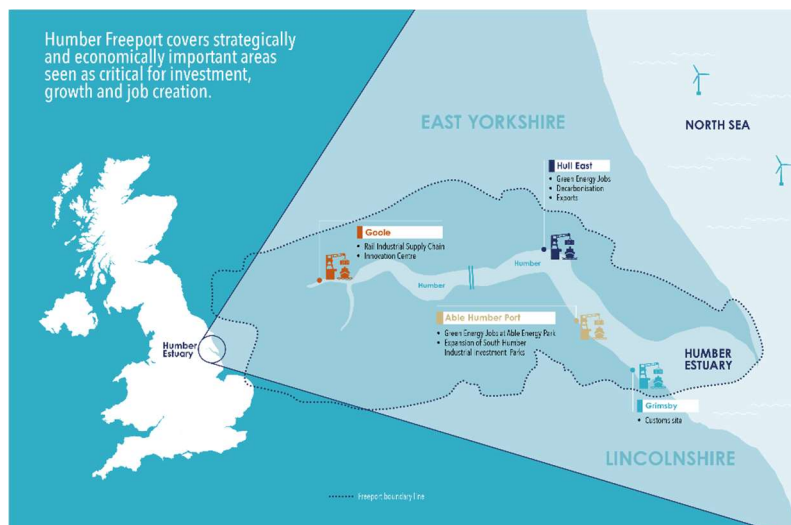 Humber Freeport covers strategically
and economically important areas
seen as critical for investment,
growth and job creation.
EAST YORKSHIRE
NORTH SEA
Hull East
• Green Energy Jobs
• Decarbonisation
• Exports
Goole
• Rail Industrial Supply Chain
• Innovation Centre
Humber
Humber
Able Humber Port
• Green Energy Jobs at Able Energy Park
• Expansion of South Humber
Industrial Investment Parks
Humber
Estuary
HUMBER
ESTUARY
Grimsby
• Customs site
LINCOLNSHIRE
Freeport boundary line